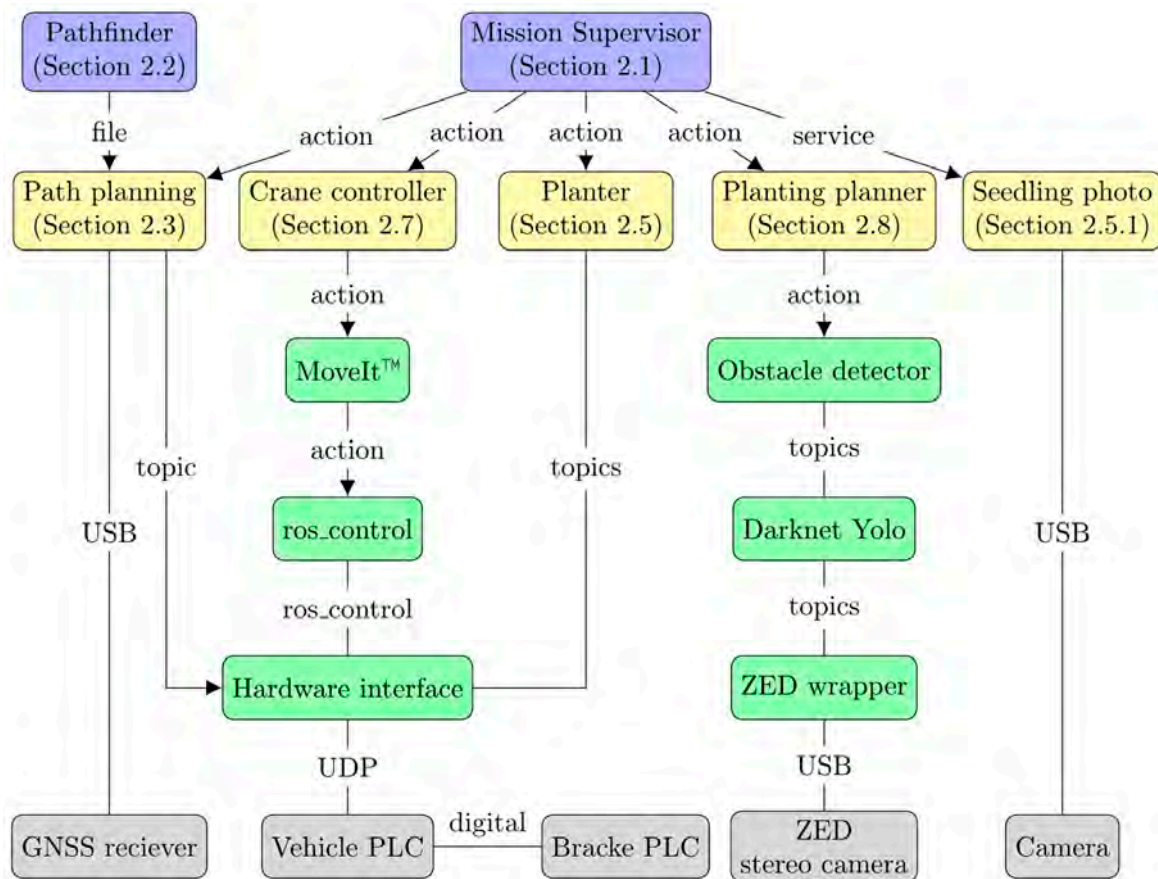 Pathfinder
(Section 2.2)
Mission Supervisor
(Section 2.1)
file
action
action
action
action
service
Path planning
(Section 2.3)
Crane controller
(Section 2.7)
Planter
(Section 2.5)
Planting planner
(Section 2.8)
Seedling photo
(Section 2.5.1)
action
action
MoveIt™
Obstacle detector
action
topics
topic
topics
USB
ros_control
Darknet Yolo
USB
ros_control
topics
Hardware interface
ZED wrapper
UDP
USB
GNSS reciever
Vehicle PLC
digital
Bracke PLC
ZED
stereo camera
Camera